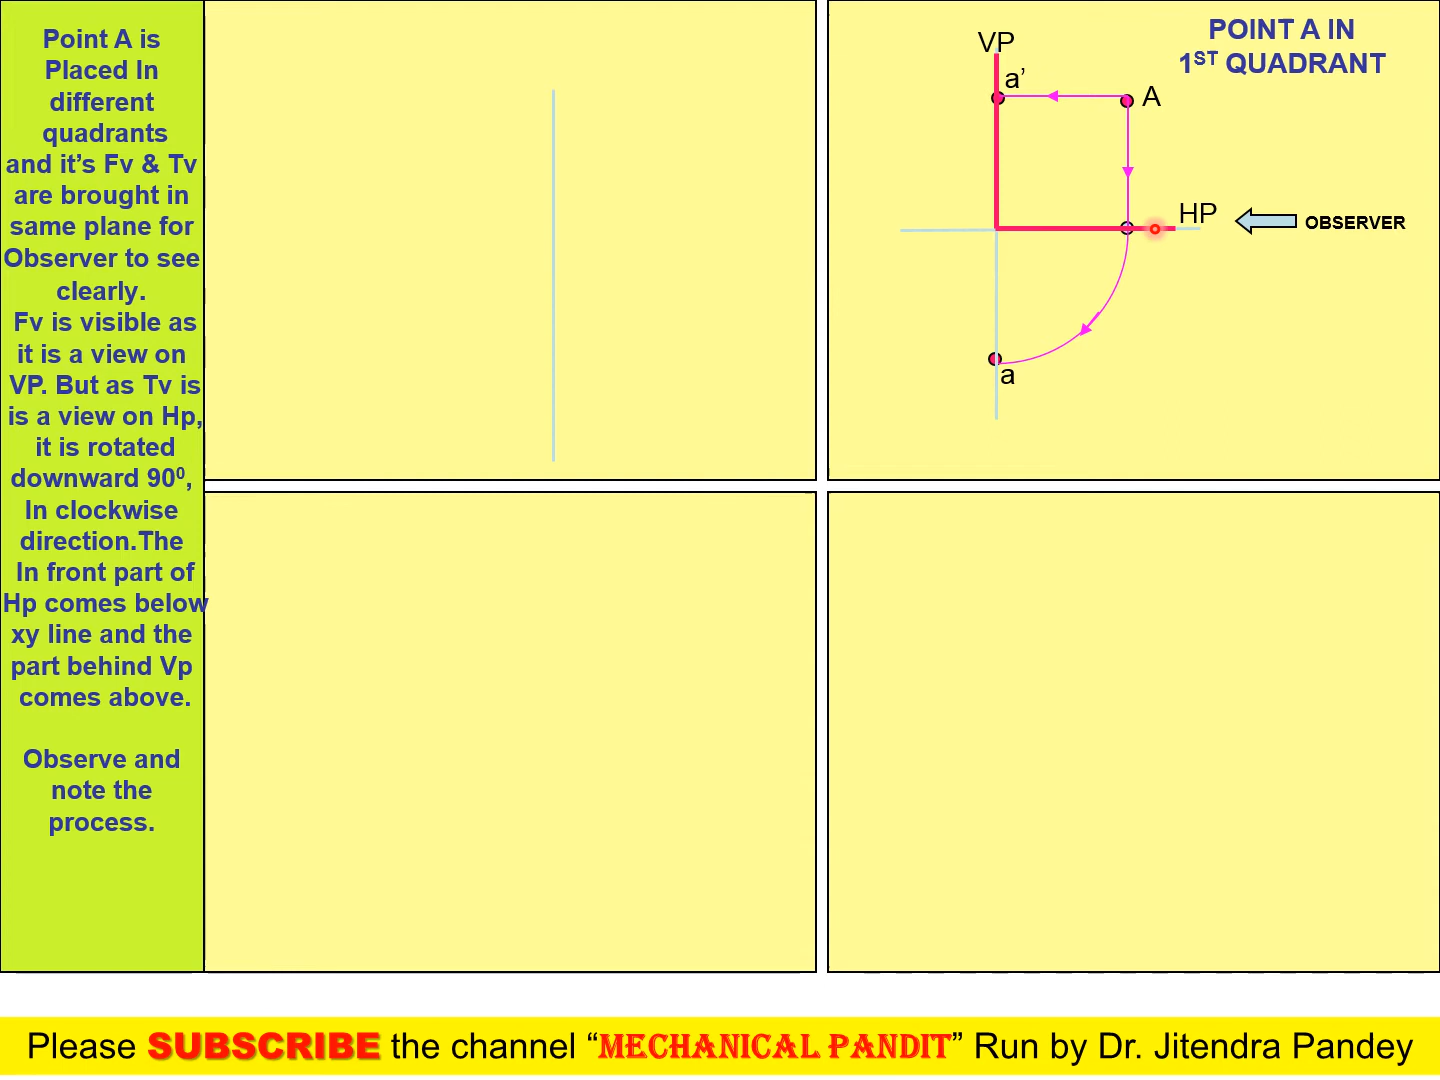 Point A is
Placed In
different
quadrants
and it’s Fv & Tv
are brought in
same plane for
Observer to see
clearly.
Fv is visible as
it is a view on
VP. But as Tv is
is a view on Hp,
it is rotated
downward 90⁰,
In clockwise
direction.The
In front part of
Hp comes below
xy line and the
part behind Vp
comes above.
Observe and
note the
process.
POINT A IN
1ST QUADRANT
VP
a’
A
HP
OBSERVER
a
Please SUBSCRIBE the channel “MECHANICAL PANDIT” Run by Dr. Jitendra Pandey